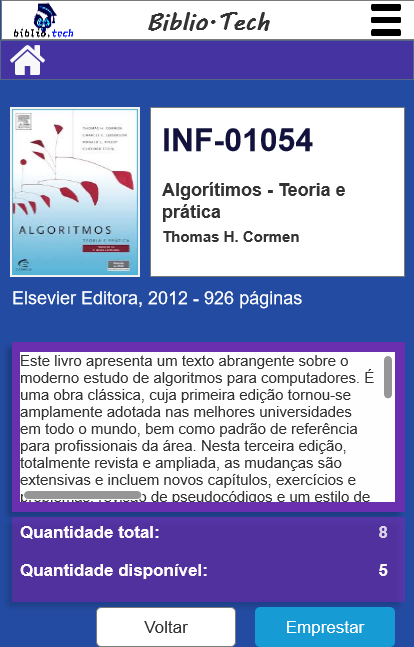 biblio.tech
Biblio·Tech
THOMAS H. CORMEN
ALGORITMOS
TEORIA E PRÁTICA
INF-01054
Algorítimos - Teoria e
prática
Thomas H. Cormen
Elsevier Editora, 2012 - 926 páginas
Este livro apresenta um texto abrangente sobre o
moderno estudo de algoritmos para computadores. É
uma obra clássica, cuja primeira edição tornou-se
amplamente adotada nas melhores universidades
em todo o mundo, bem como padrão de referência
para profissionais da área. Nesta terceira edição,
totalmente revista e ampliada, as mudanças são
extensivas e incluem novos capítulos, exercícios e
problemas, revisão de pseudocódigos e um estilo de
Quantidade total: 8
Quantidade disponível: 5
Voltar Emprestar